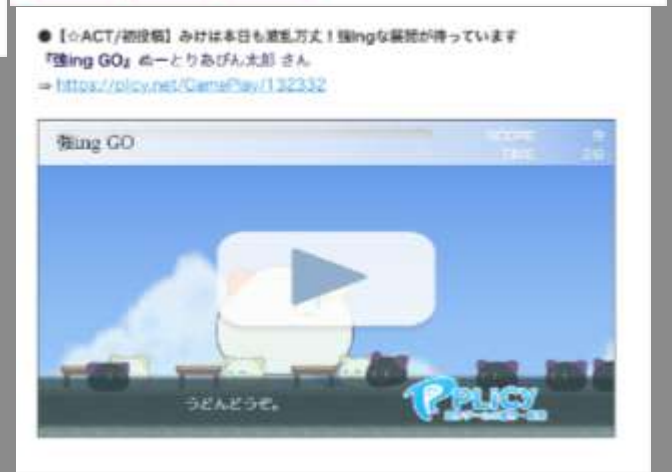 ●【☆ACT/初投稿】みけは本日も波乱万丈！強ingな展開が待っています
『強ing GO』ぬーとりあびん太郎 さん
⇒ https://plicy.net/GamePlay/132332
強ing GO
SCORE
TIME
うどんどうぞ。
PLiCy